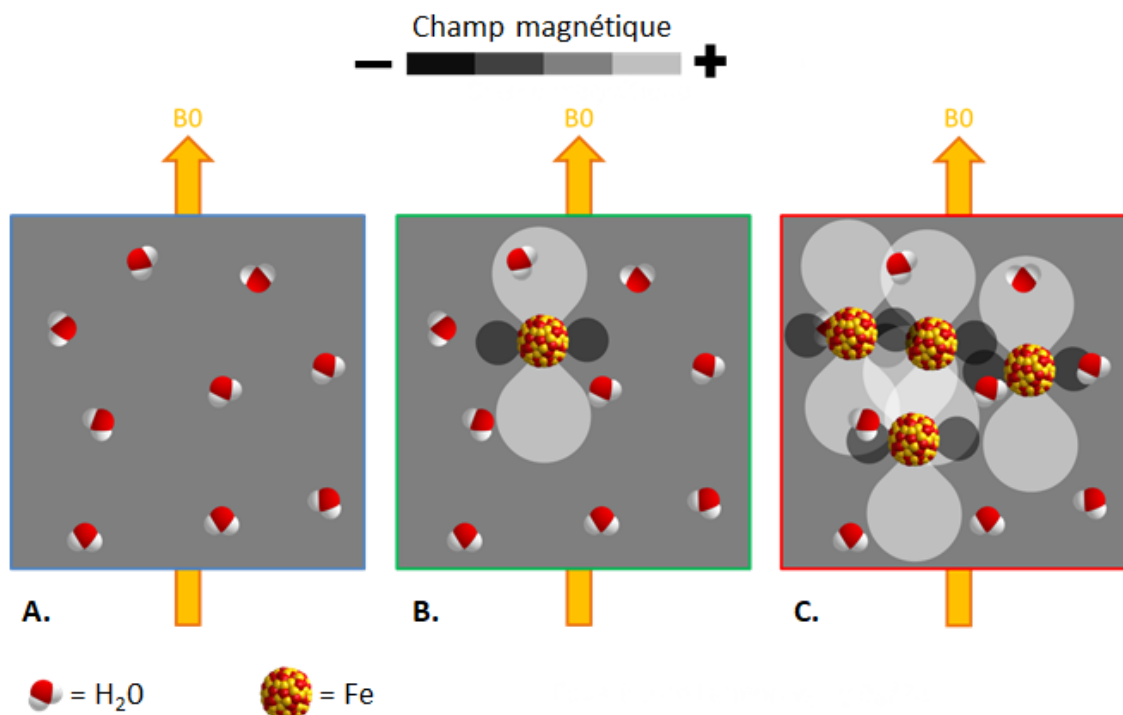 Champ magnétique
− +
B0 B0 B0
A. B. C.
= H₂O = Fe